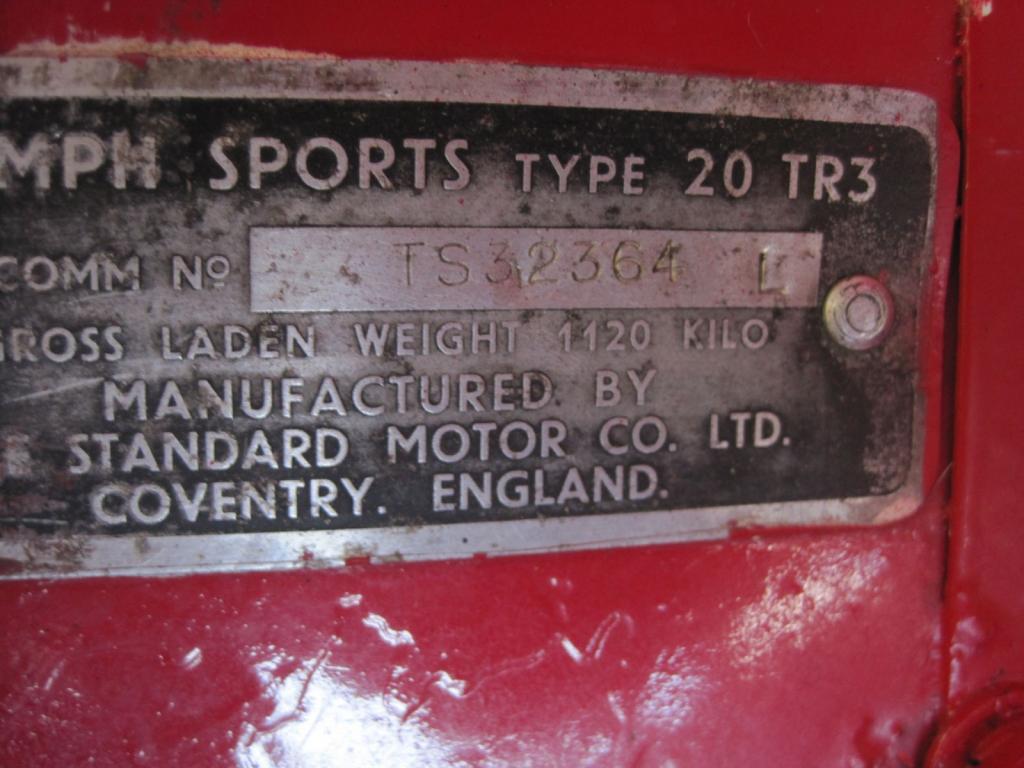 MPH SPORTS TYPE 20 TR3
COMM Nº TS32364 L
ROSS LADEN WEIGHT 1120 KILO
MANUFACTURED. BY
E STANDARD MOTOR CO. LTD.
COVENTRY. ENGLAND.